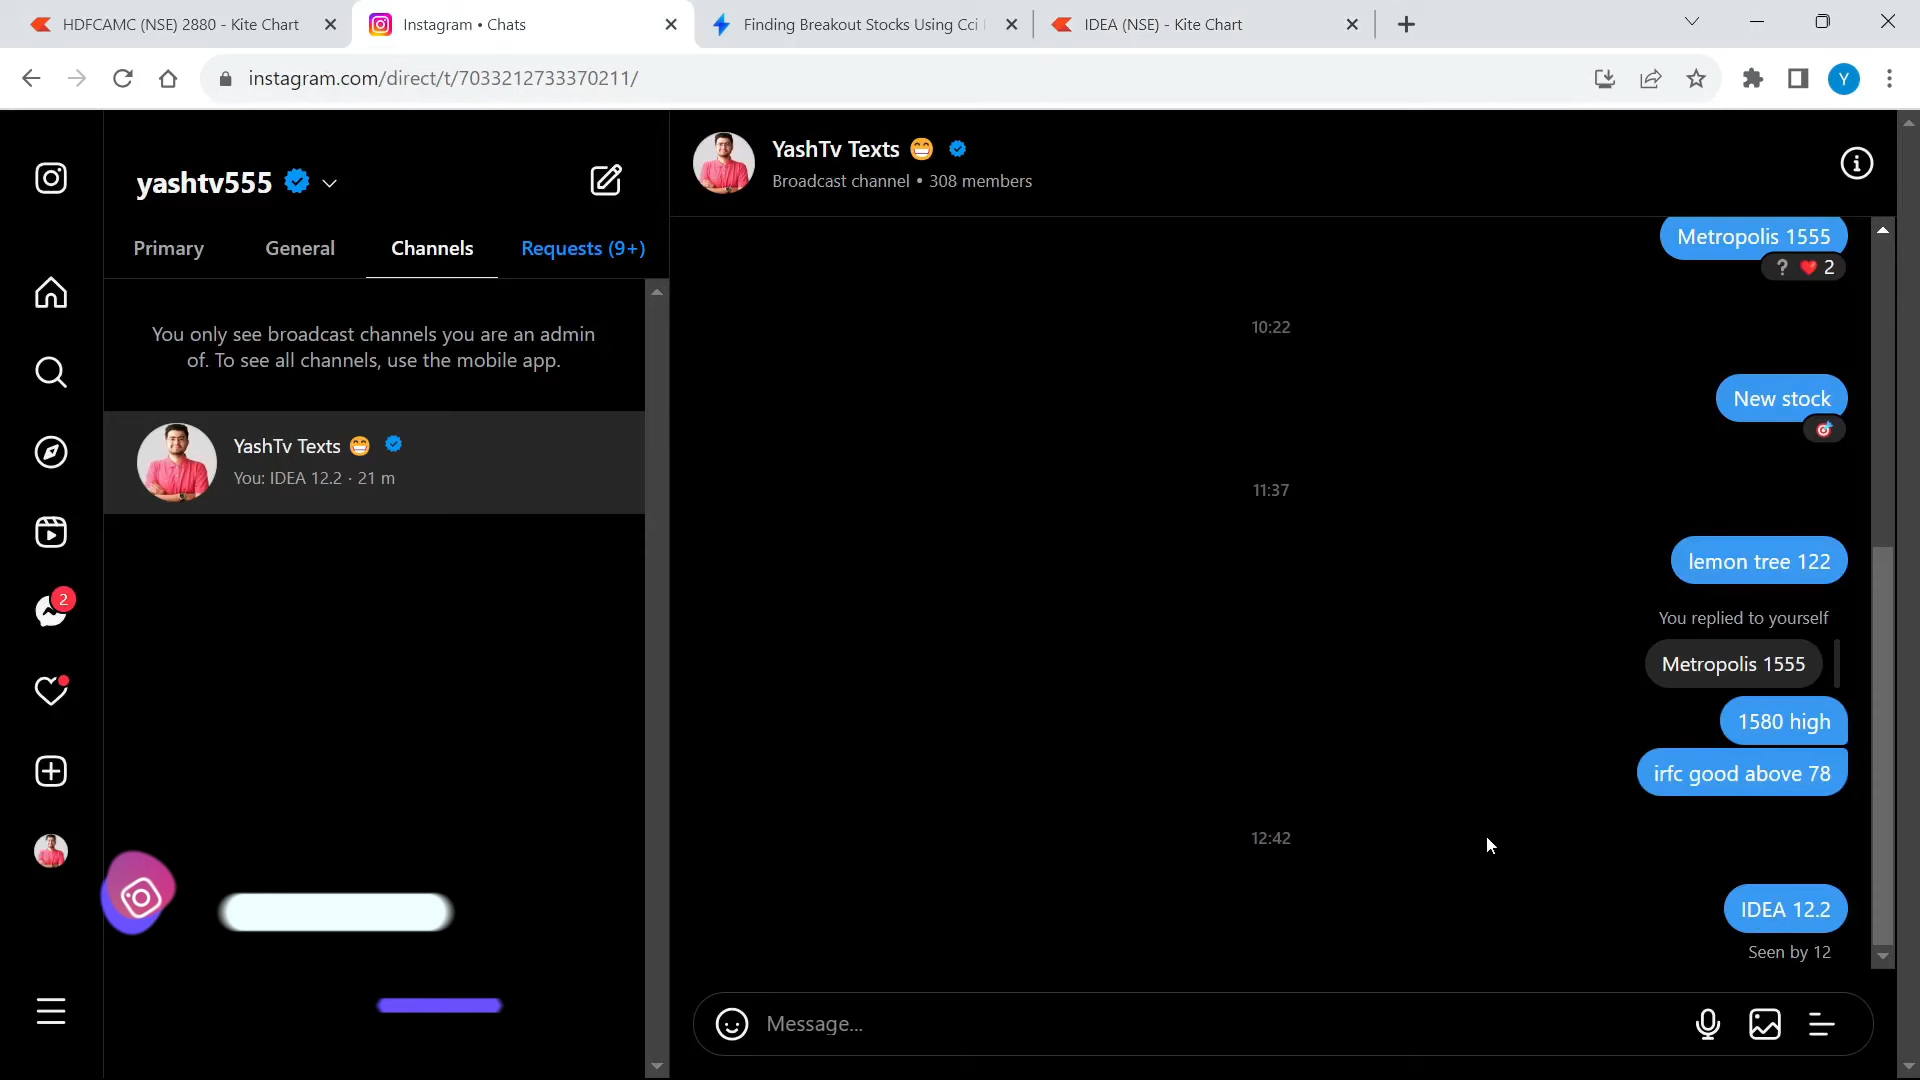 HDFCAMC (NSE) 2880 - Kite Chart
Instagram • Chats
Finding Breakout Stocks Using Cci
IDEA (NSE) - Kite Chart
instagram.com/direct/t/7033212733370211/
Y
yashtv555
Primary
General
Channels
Requests (9+)
You only see broadcast channels you are an admin
of. To see all channels, use the mobile app.
YashTv Texts 😁
You: IDEA 12.2 · 21 m
2
YashTv Texts 😁
Broadcast channel • 308 members
Metropolis 1555
? ❤️ 2
10:22
New stock
🎯
11:37
lemon tree 122
You replied to yourself
Metropolis 1555
1580 high
irfc good above 78
12:42
IDEA 12.2
Seen by 12
Message...